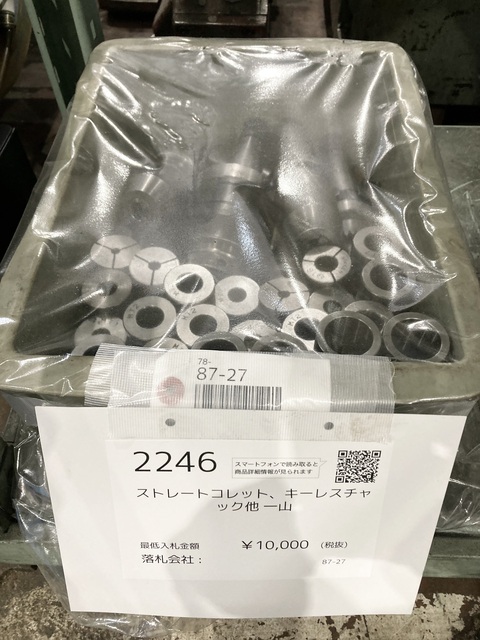 78-
87-27
2246
スマートフォンで読み取ると
商品詳細情報が見られます
ストレートコレット、キーレスチャ
ック他 一山
最低入札金額 ￥10,000 （税抜）
落札会社：
87-27